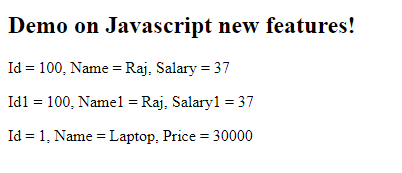 Demo on Javascript new features!
Id = 100, Name = Raj, Salary = 37
Id1 = 100, Name1 = Raj, Salary1 = 37
Id = 1, Name = Laptop, Price = 30000